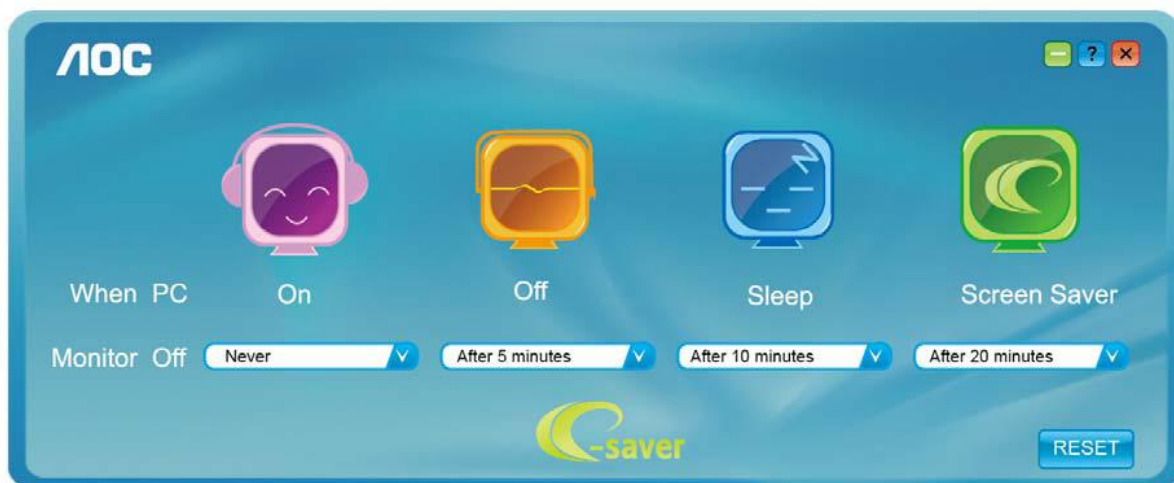 AOC
?
When PC On Off Sleep Screen Saver
Monitor Off Never After 5 minutes After 10 minutes After 20 minutes
e-saver
RESET